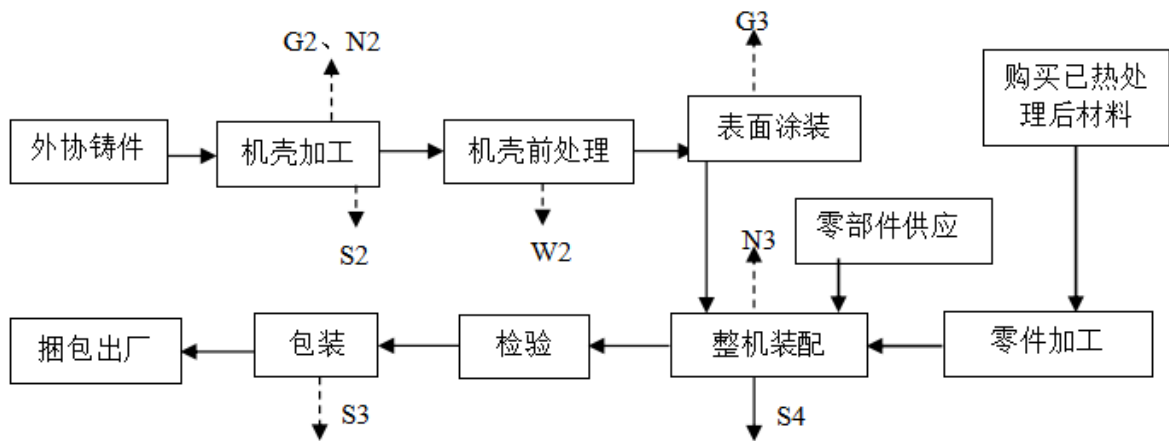 G2、N2
G3
外协铸件
机壳加工
机壳前处理
表面涂装
购买已热处
理后材料
S2
W2
N3
零部件供应
捆包出厂
包装
检验
整机装配
零件加工
S3
S4